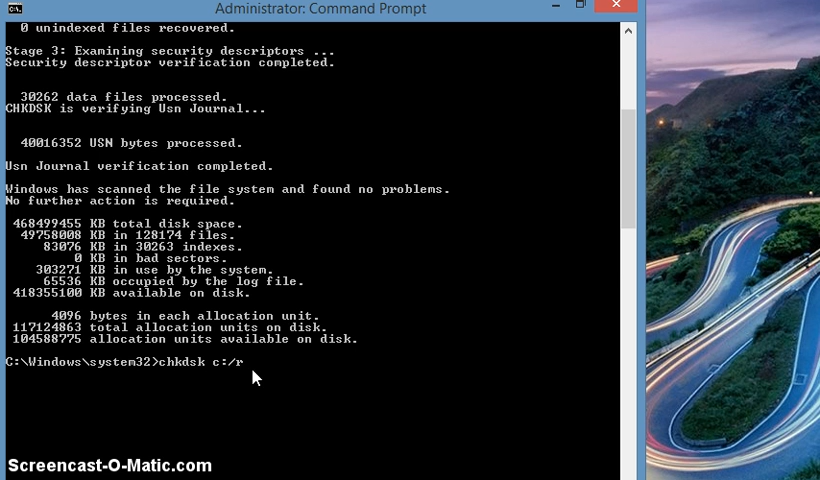 Administrator: Command Prompt
C:\.
0 unindexed files recovered.
Stage 3: Examining security descriptors ...
Security descriptor verification completed.
30262 data files processed.
CHKDSK is verifying Usn Journal...
40016352 USN bytes processed.
Usn Journal verification completed.
Windows has scanned the file system and found no problems.
No further action is required.
468499455 KB total disk space.
49758008 KB in 128174 files.
83076 KB in 30263 indexes.
0 KB in bad sectors.
303271 KB in use by the system.
65536 KB occupied by the log file.
418355100 KB available on disk.
4096 bytes in each allocation unit.
117124863 total allocation units on disk.
104588775 allocation units available on disk.
C:\Windows\system32>chkdsk c:/r
Screencast-O-Matic.com